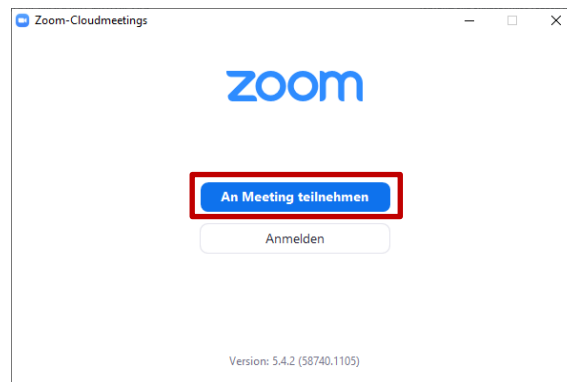 Zoom-Cloudmeetings
zoom
An Meeting teilnehmen
Anmelden
Version: 5.4.2 (58740.1105)